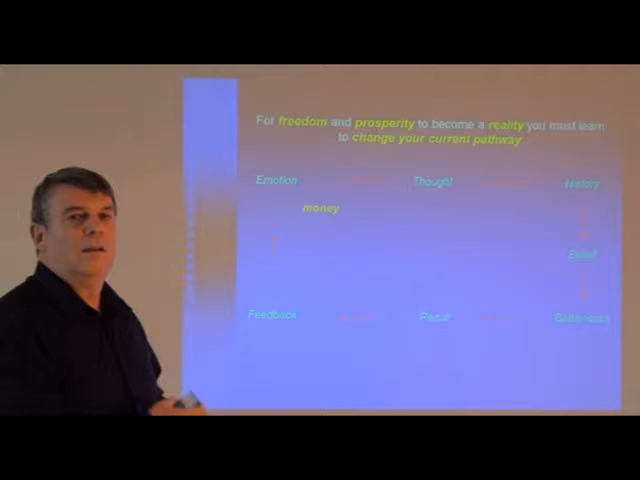 For freedom and prosperity to become a reality you must learn
to change your current pathway
Emotion Thought History
money
Belief
Feedback Result Behaviours